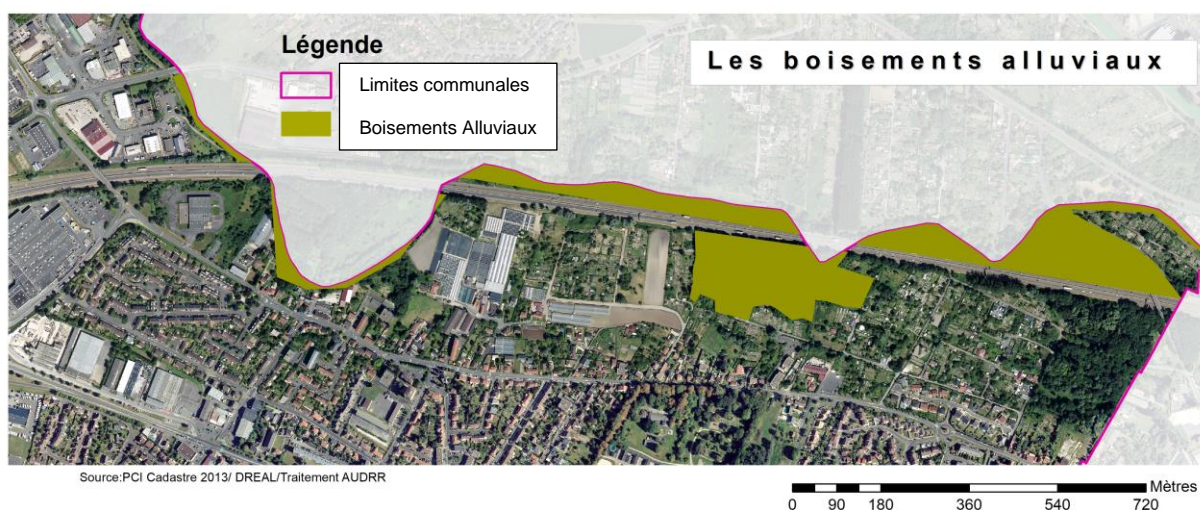 Légende
Limites communales
Boisements Alluviaux
Les boisements alluviaux
Source:PCI Cadastre 2013/ DREAL/Traitement AUDRR
Mètres
0 90 180 360 540 720